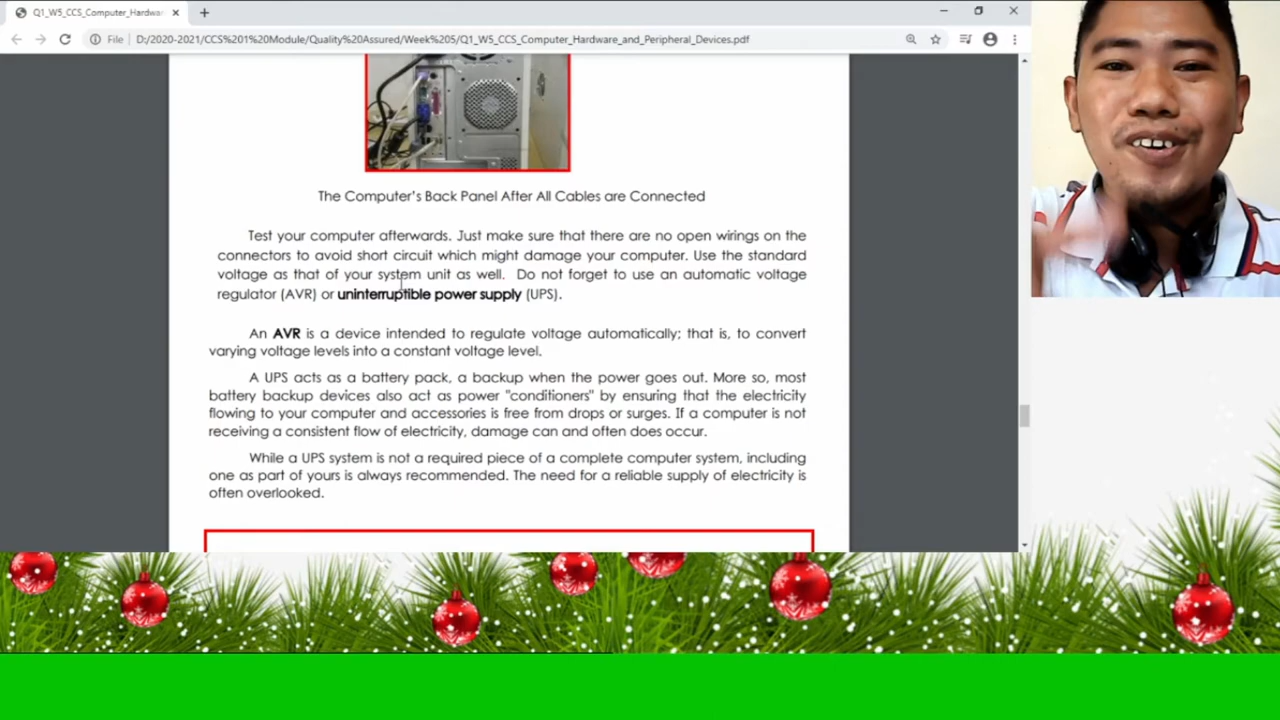 Q1_W5_CCS_Computer_Hardwar
File
D:/2020-2021/CCS%201%20Module/Quality%20Assured/Week%205/Q1_W5_CCS_Computer_Hardware_and_Peripheral_Devices.pdf
The Computer’s Back Panel After All Cables are Connected
Test your computer afterwards. Just make sure that there are no open wirings on the
connectors to avoid short circuit which might damage your computer. Use the standard
voltage as that of your system unit as well. Do not forget to use an automatic voltage
regulator (AVR) or uninterruptible power supply (UPS).
An AVR is a device intended to regulate voltage automatically; that is, to convert
varying voltage levels into a constant voltage level.
A UPS acts as a battery pack, a backup when the power goes out. More so, most
battery backup devices also act as power "conditioners" by ensuring that the electricity
flowing to your computer and accessories is free from drops or surges. If a computer is not
receiving a consistent flow of electricity, damage can and often does occur.
While a UPS system is not a required piece of a complete computer system, including
one as part of yours is always recommended. The need for a reliable supply of electricity is
often overlooked.